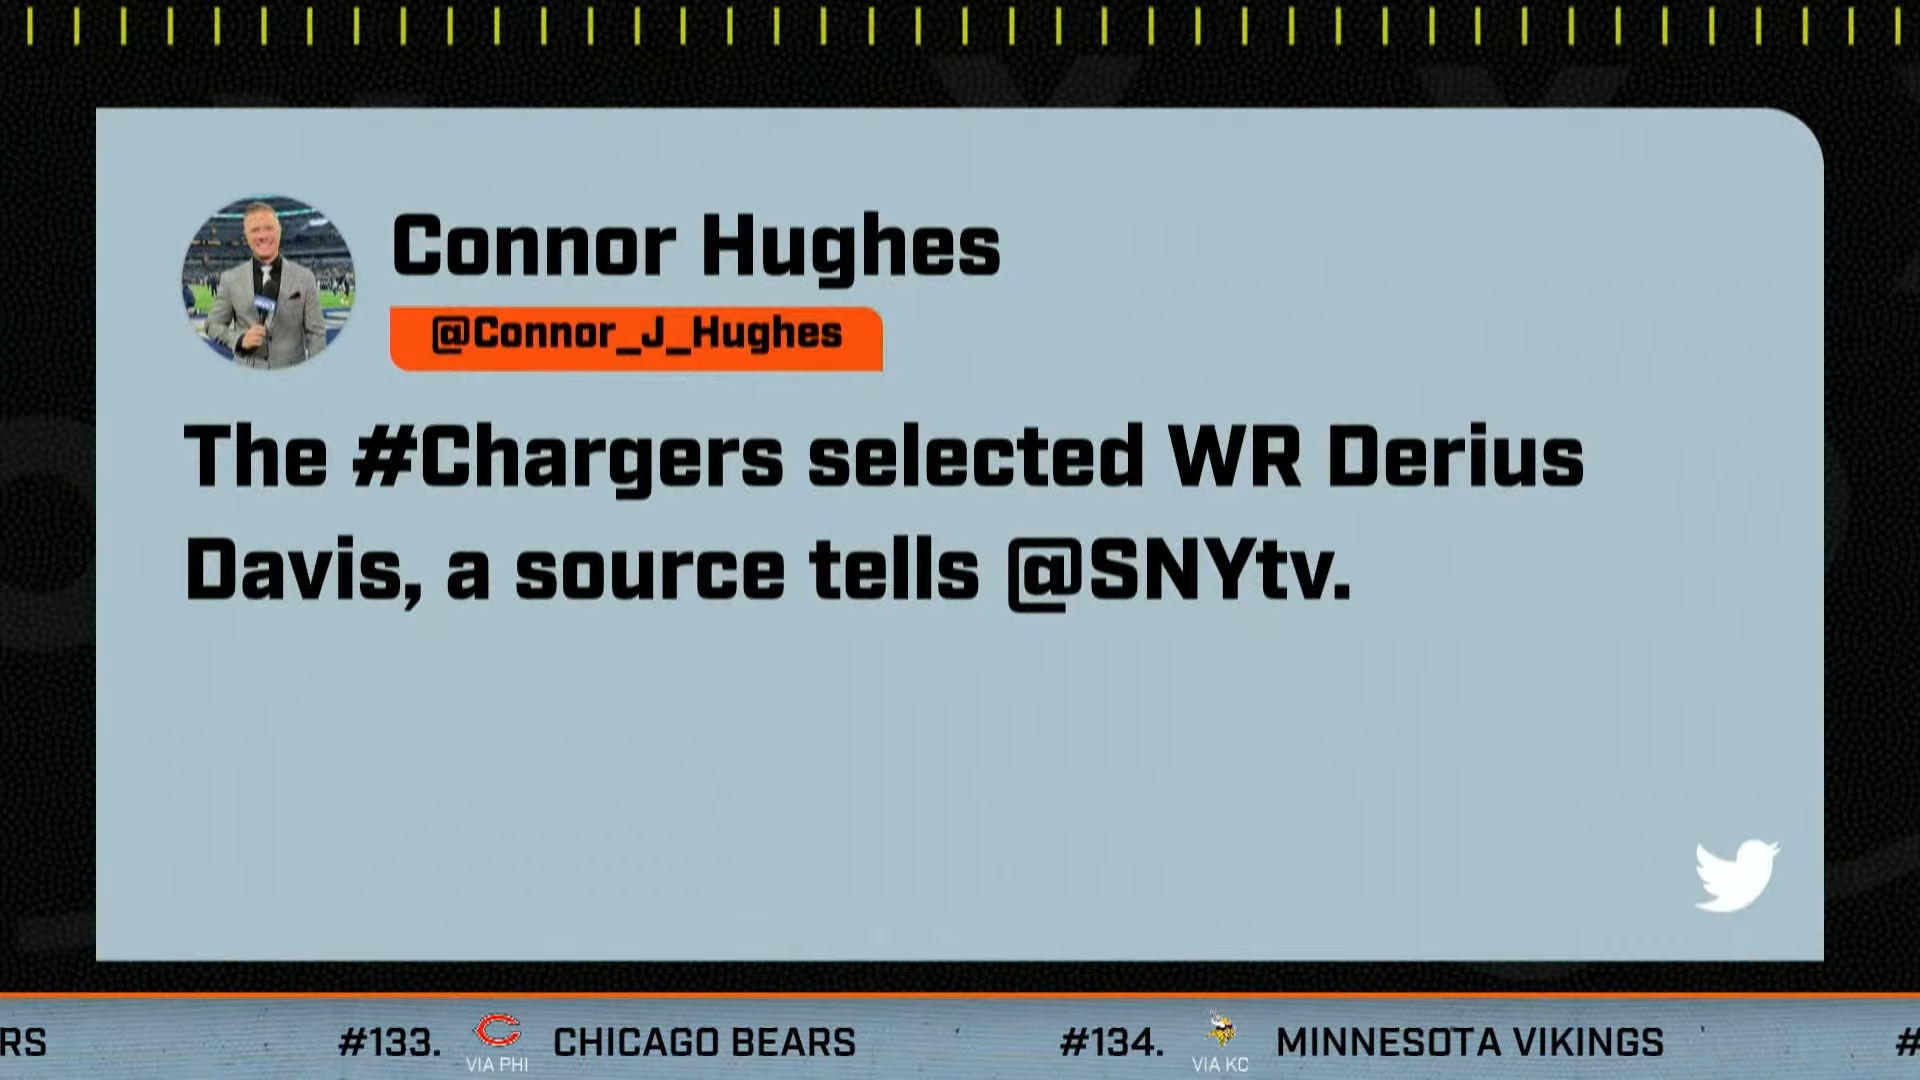 Connor Hughes
@Connor_J_Hughes
The #Chargers selected WR Derius
Davis, a source tells @SNYtv.
RS #133. VIA PHI CHICAGO BEARS #134. VIA KC MINNESOTA VIKINGS #